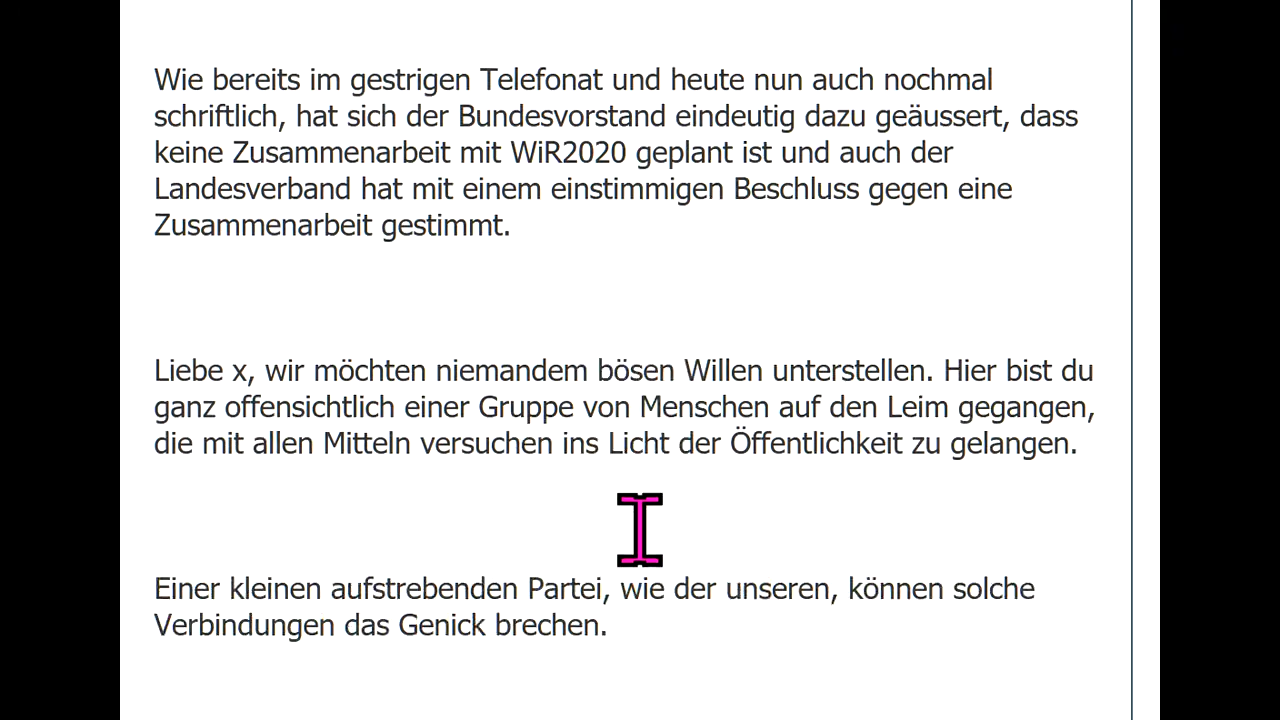 Wie bereits im gestrigen Telefonat und heute nun auch nochmal
schriftlich, hat sich der Bundesvorstand eindeutig dazu geäussert, dass
keine Zusammenarbeit mit WiR2020 geplant ist und auch der
Landesverband hat mit einem einstimmigen Beschluss gegen eine
Zusammenarbeit gestimmt.
Liebe x, wir möchten niemandem bösen Willen unterstellen. Hier bist du
ganz offensichtlich einer Gruppe von Menschen auf den Leim gegangen,
die mit allen Mitteln versuchen ins Licht der Öffentlichkeit zu gelangen.
Einer kleinen aufstrebenden Partei, wie der unseren, können solche
Verbindungen das Genick brechen.